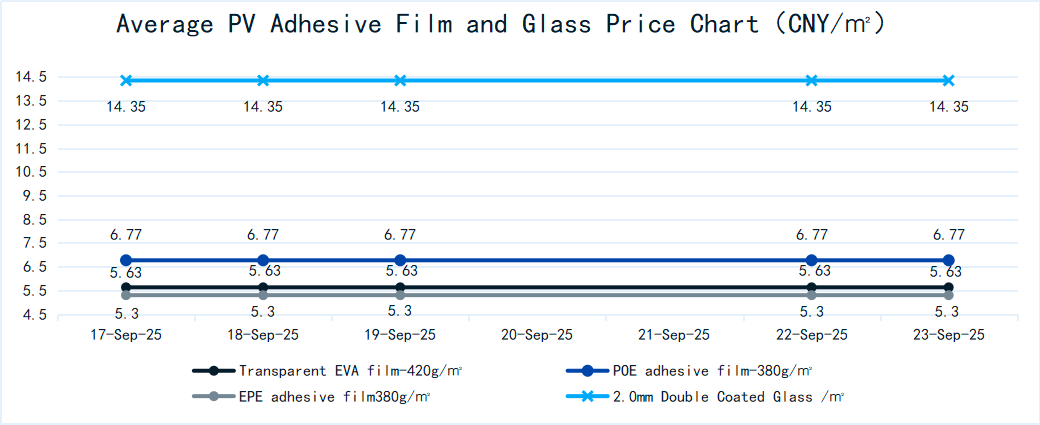 Average PV Adhesive Film and Glass Price Chart (CNY/㎡)
14.5
13.5
12.5
11.5
10.5
9.5
8.5
7.5
6.5
5.5
4.5
14.35 14.35 14.35 14.35 14.35
6.77 6.77 6.77 6.77 6.77
5.63 5.63 5.63 5.63 5.63
5.3 5.3 5.3 5.3 5.3
17-Sep-25 18-Sep-25 19-Sep-25 20-Sep-25 21-Sep-25 22-Sep-25 23-Sep-25
Transparent EVA film-420g/㎡ POE adhesive film-380g/㎡
EPE adhesive film380g/㎡ 2.0mm Double Coated Glass /㎡